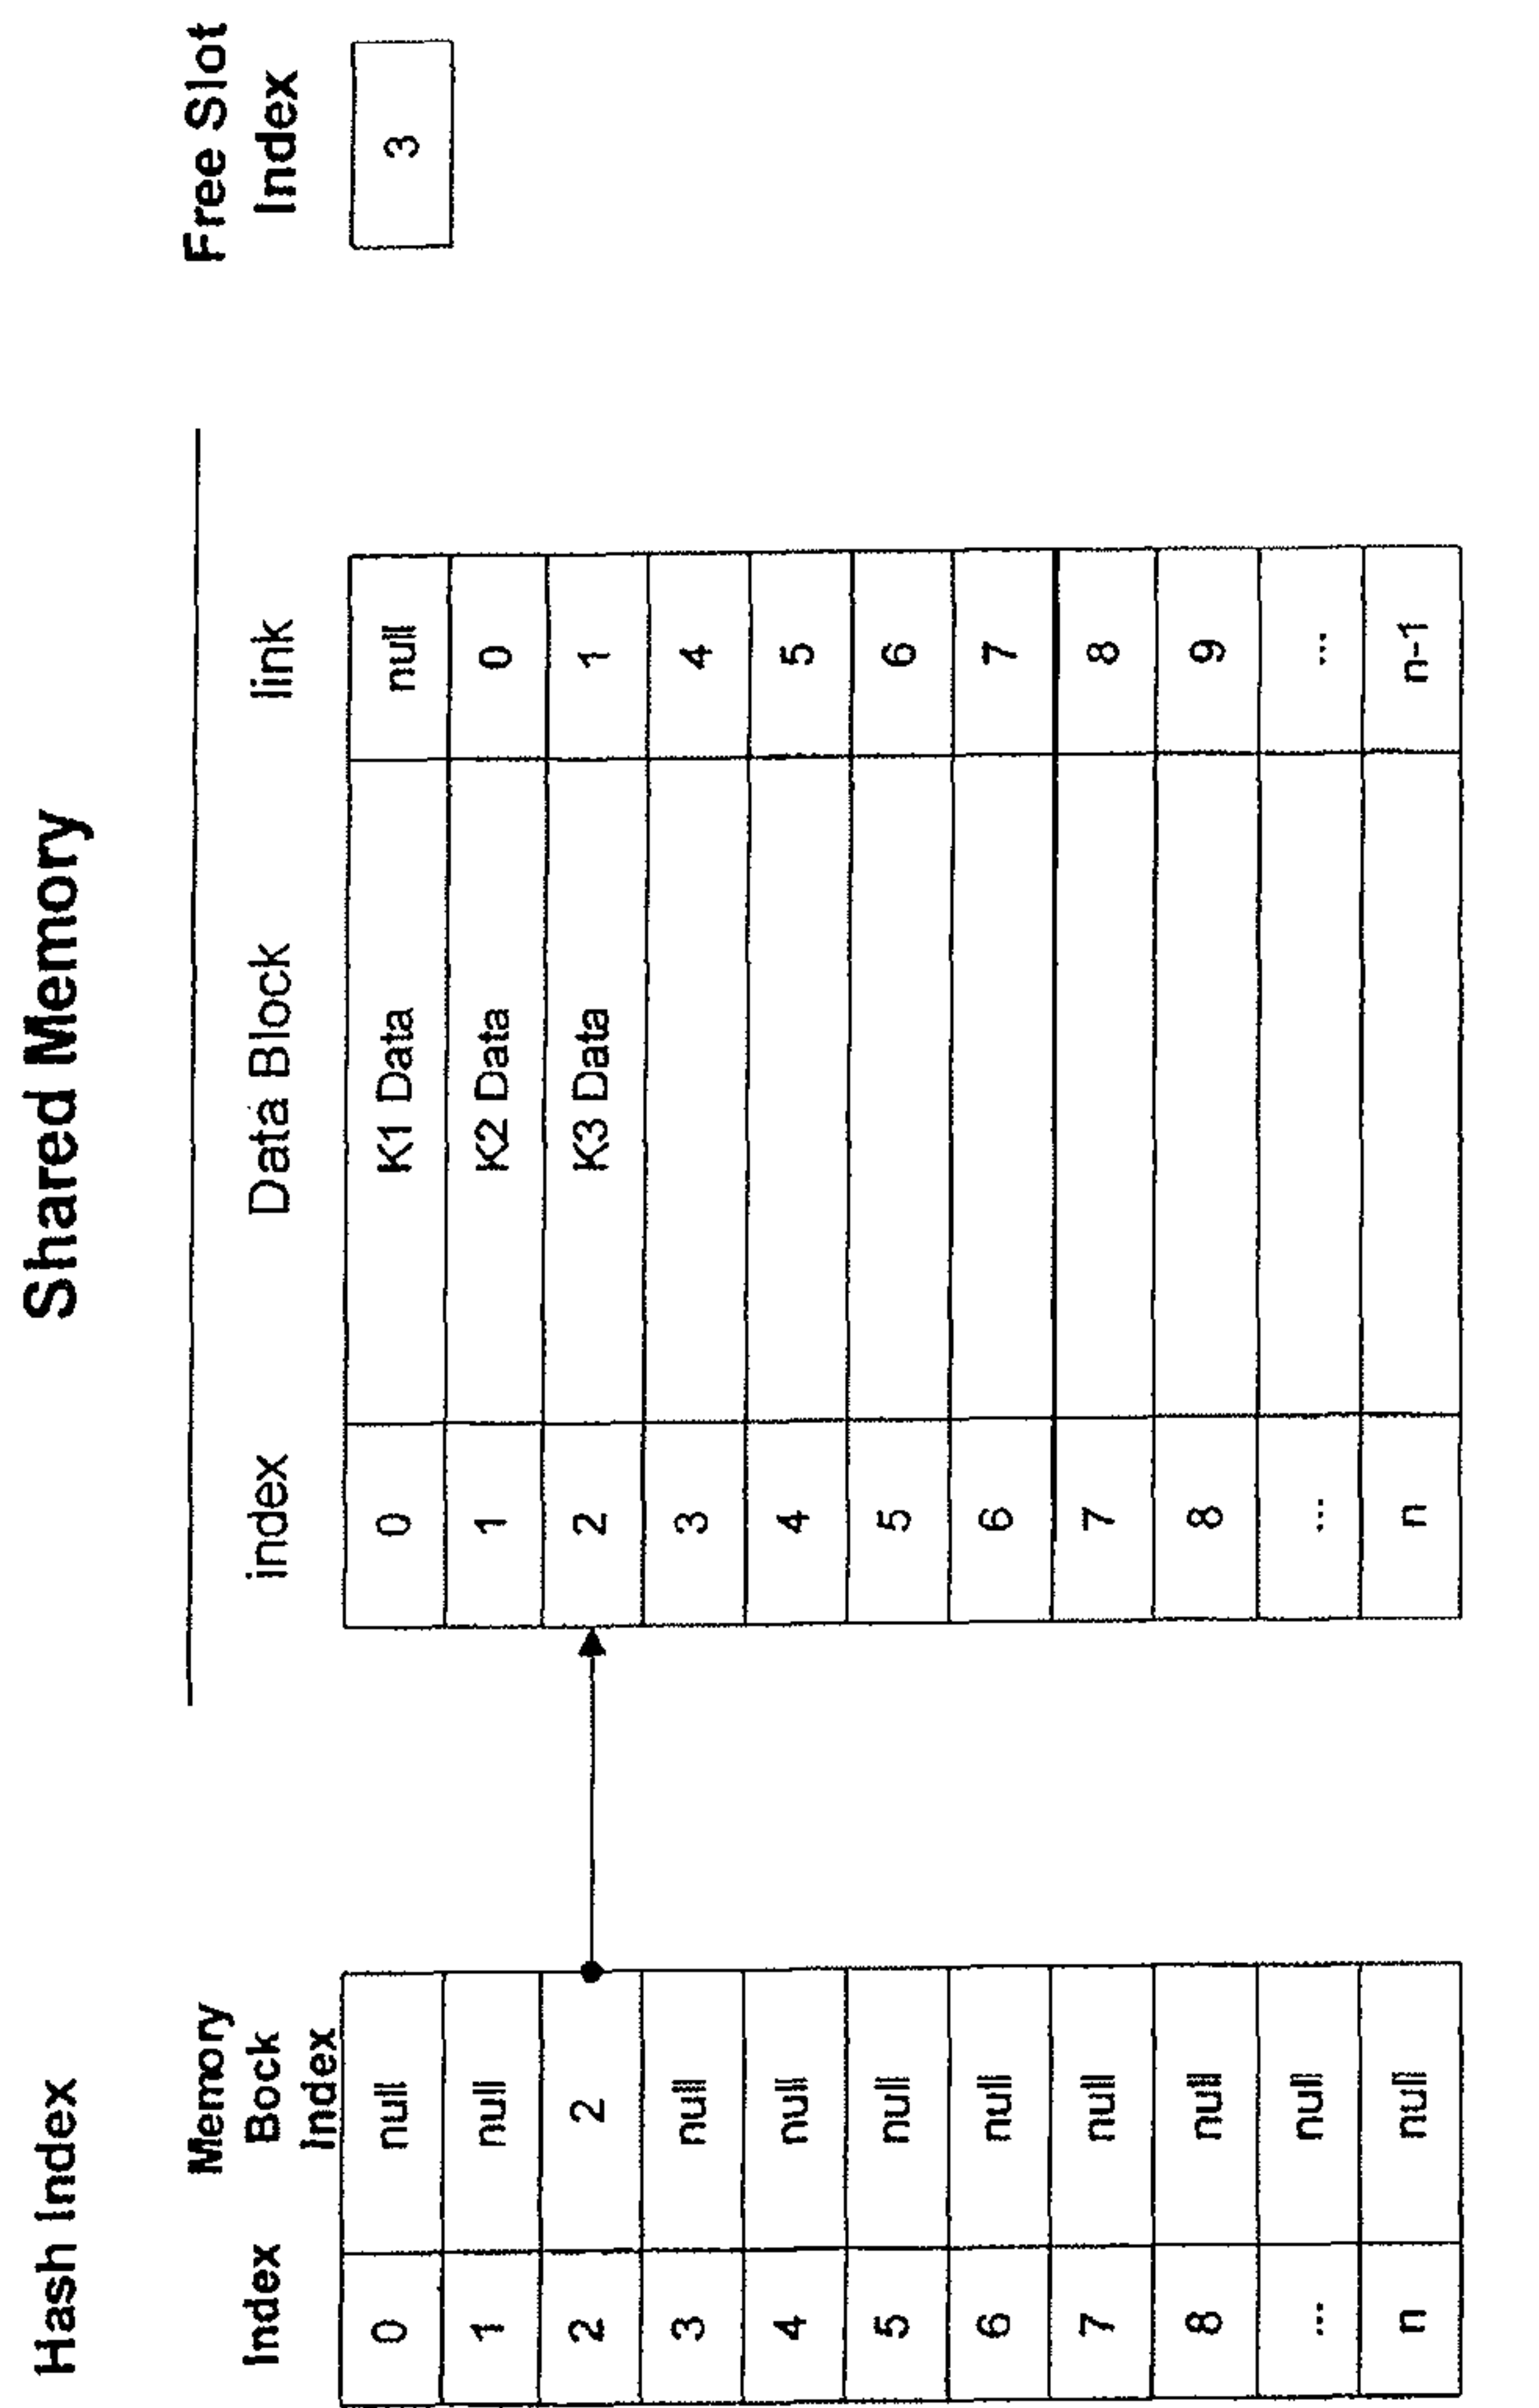 Hash Index
Shared Memory
Index
Memory
Bock
Index
index
Data Block
link
Free Slot
Index
0 null
1 null
2 2
3 null
4 null
5 null
6 null
7 null
8 null
... null
n null
0 K1 Data null
1 K2 Data 0
2 K3 Data 1
3 4
4 5
5 6
6 7
7 8
8 9
... ...
n n-1
3